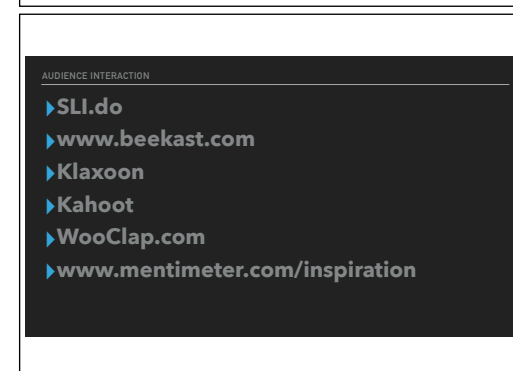 AUDIENCE INTERACTION
SLI.do
www.beekast.com
Klaxoon
Kahoot
WooClap.com
www.mentimeter.com/inspiration